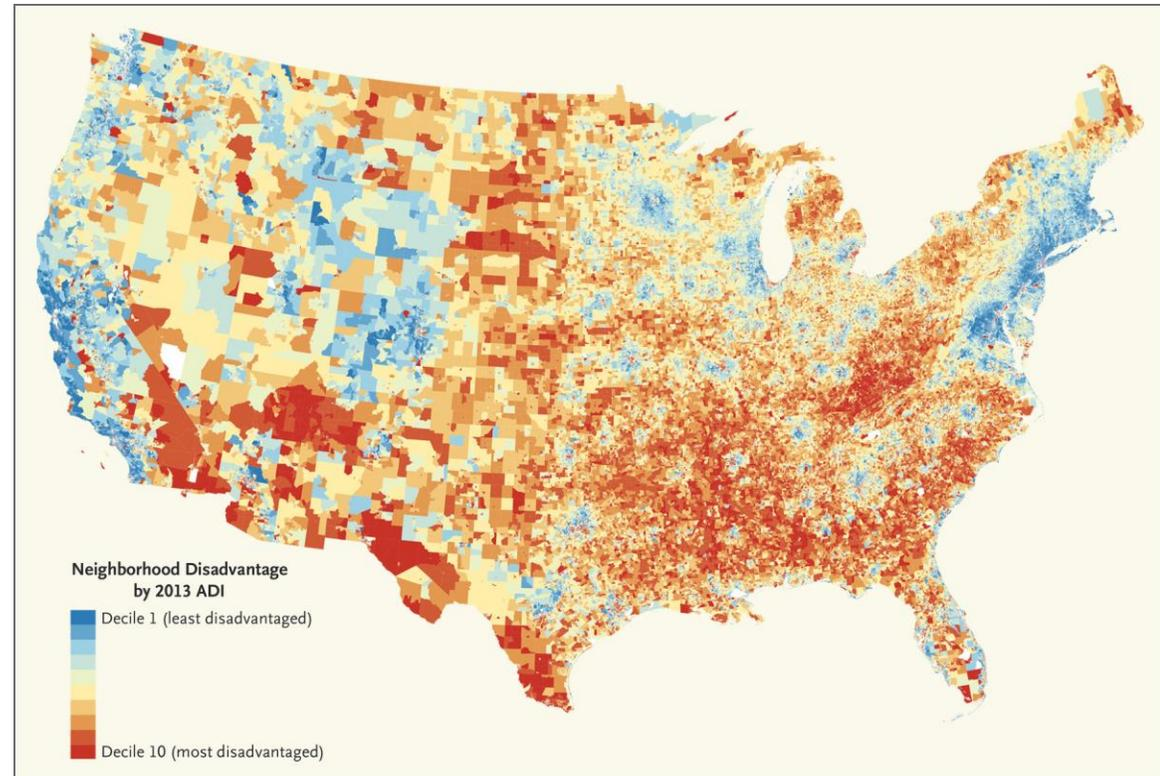 Neighborhood Disadvantage
by 2013 ADI
Decile 1 (least disadvantaged)
Decile 10 (most disadvantaged)